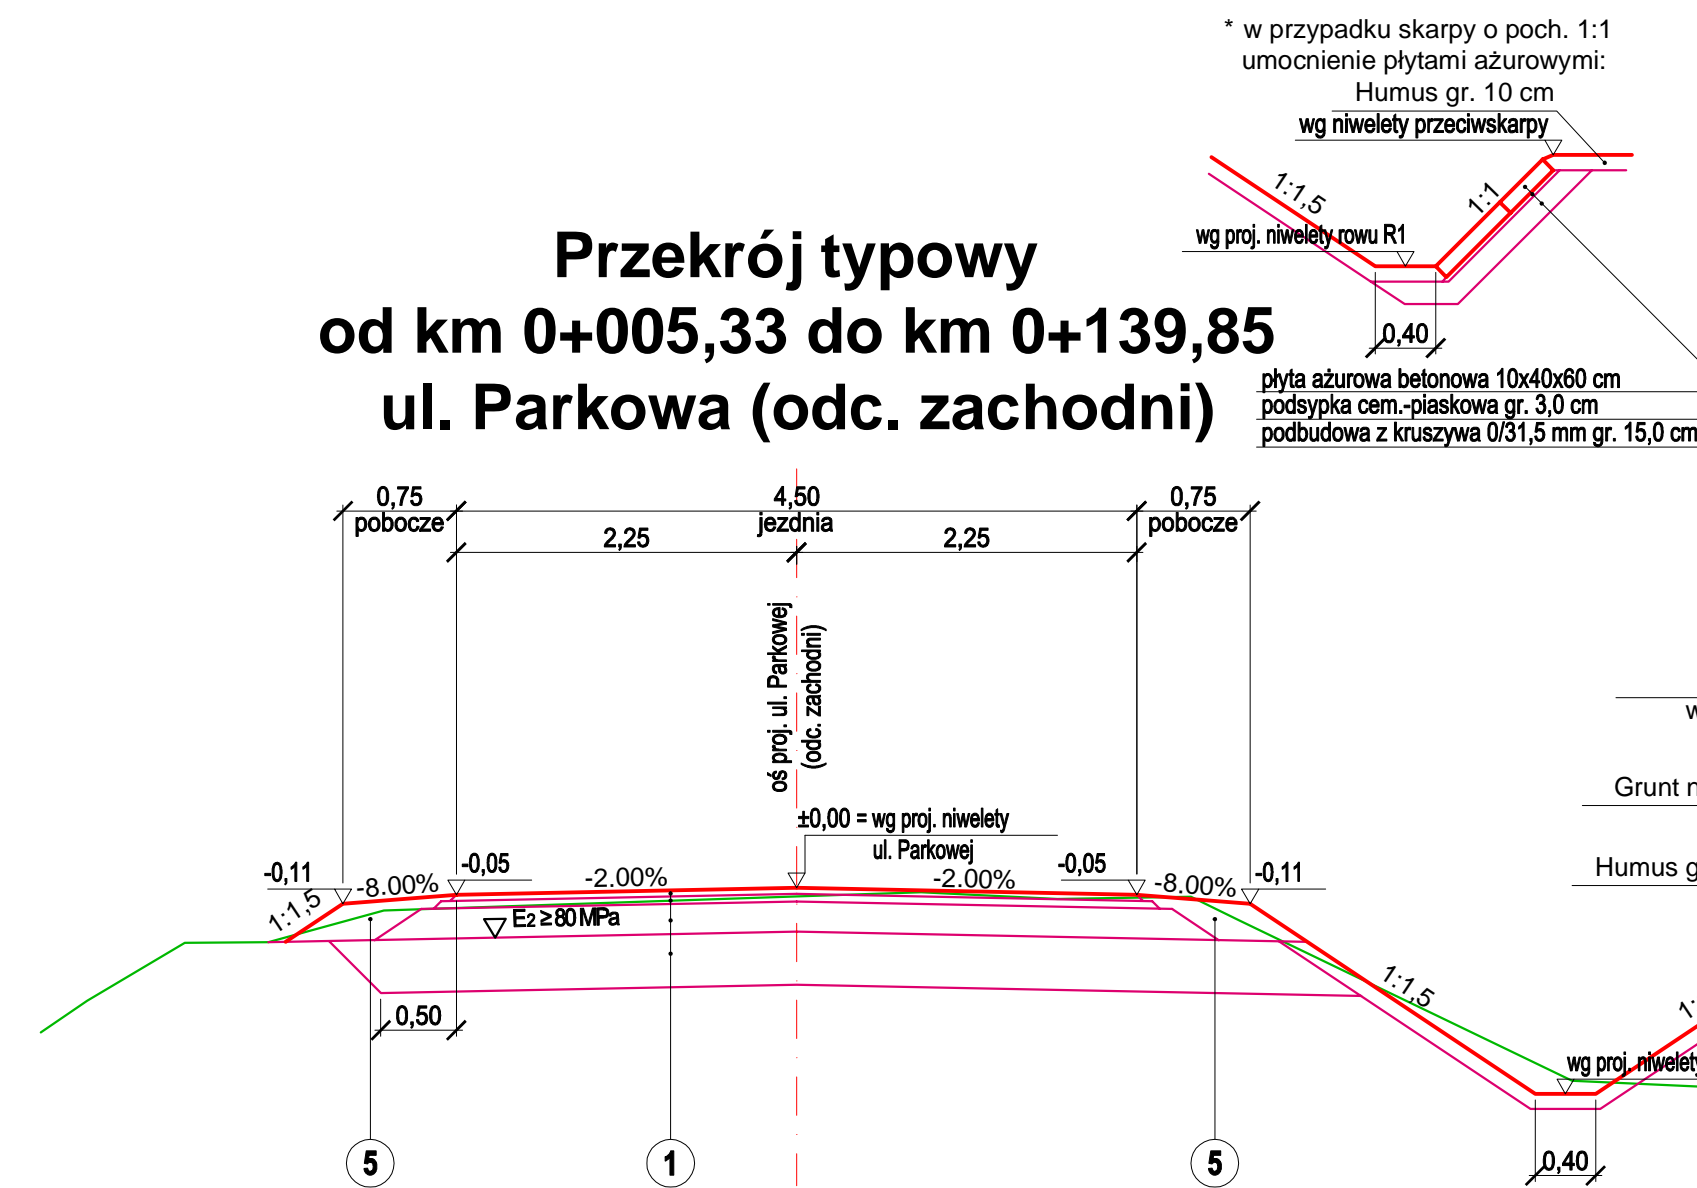 * w przypadku skarpy o poch. 1:1
umocnienie płytami ażurowymi:
Humus gr. 10 cm
wg niwelety przeciwskarpy
1:1,5
1:1
wg proj. niwelety rowu R1
0,40
płyta ażurowa betonowa 10x40x60 cm
podsypka cem.-piaskowa gr. 3,0 cm
podbudowa z kruszywa 0/31,5 mm gr. 15,0 cm
Przekrój typowy
od km 0+005,33 do km 0+139,85
ul. Parkowa (odc. zachodni)
0,75
4,50
0,75
pobocze
jezdnia
pobocze
2,25
2,25
oś proj. ul. Parkowej
(odc. zachodni)
w
Grunt n
±0,00 = wg proj. niwelety
ul. Parkowej
Humus g
-0,11
-0,05
-0,05
-0,11
1:1,5
-8.00%
-2.00%
-2.00%
-8.00%
E2 ≥ 80 MPa
1:1,5
1:
0,50
wg proj. niwelety
5
1
5
0,40